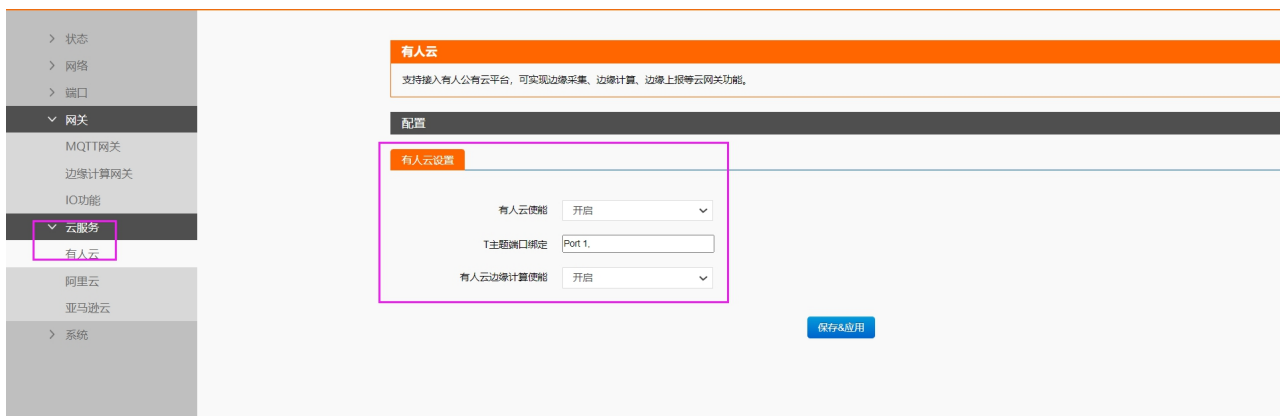 状态
网络
端口
网关
MQTT网关
边缘计算网关
IO功能
云服务
有人云
阿里云
亚马逊云
系统
有人云
支持接入有人公有云平台，可实现边缘采集、边缘计算、边缘上报等云网关功能。
配置
有人云设置
有人云使能 开启
T主题端口绑定 Port 1,
有人云边缘计算使能 开启
保存&应用